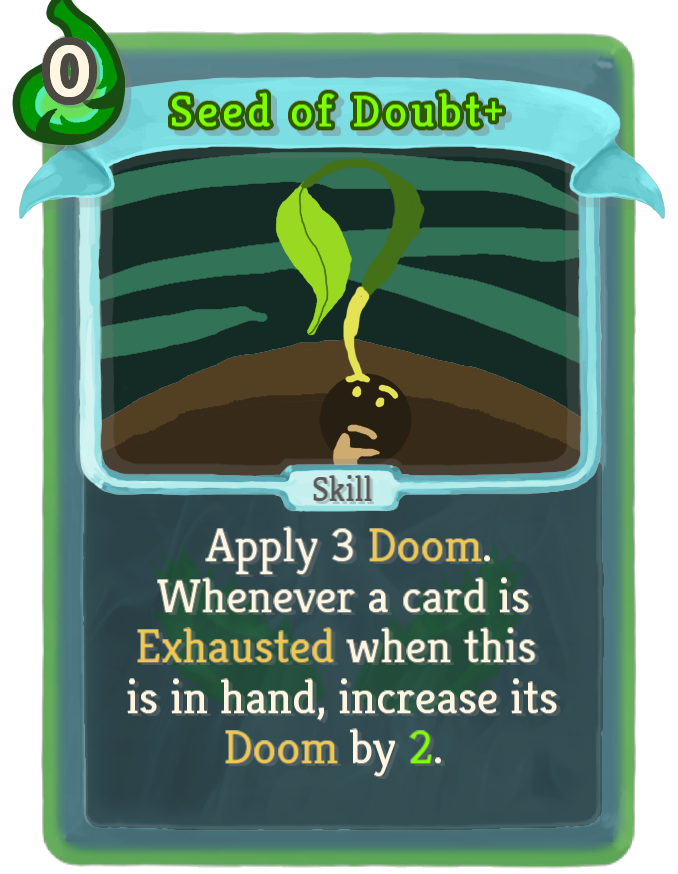 0
Seed of Doubt+
Skill
Apply 3 Doom.
Whenever a card is
Exhausted when this
is in hand, increase its
Doom by 2.